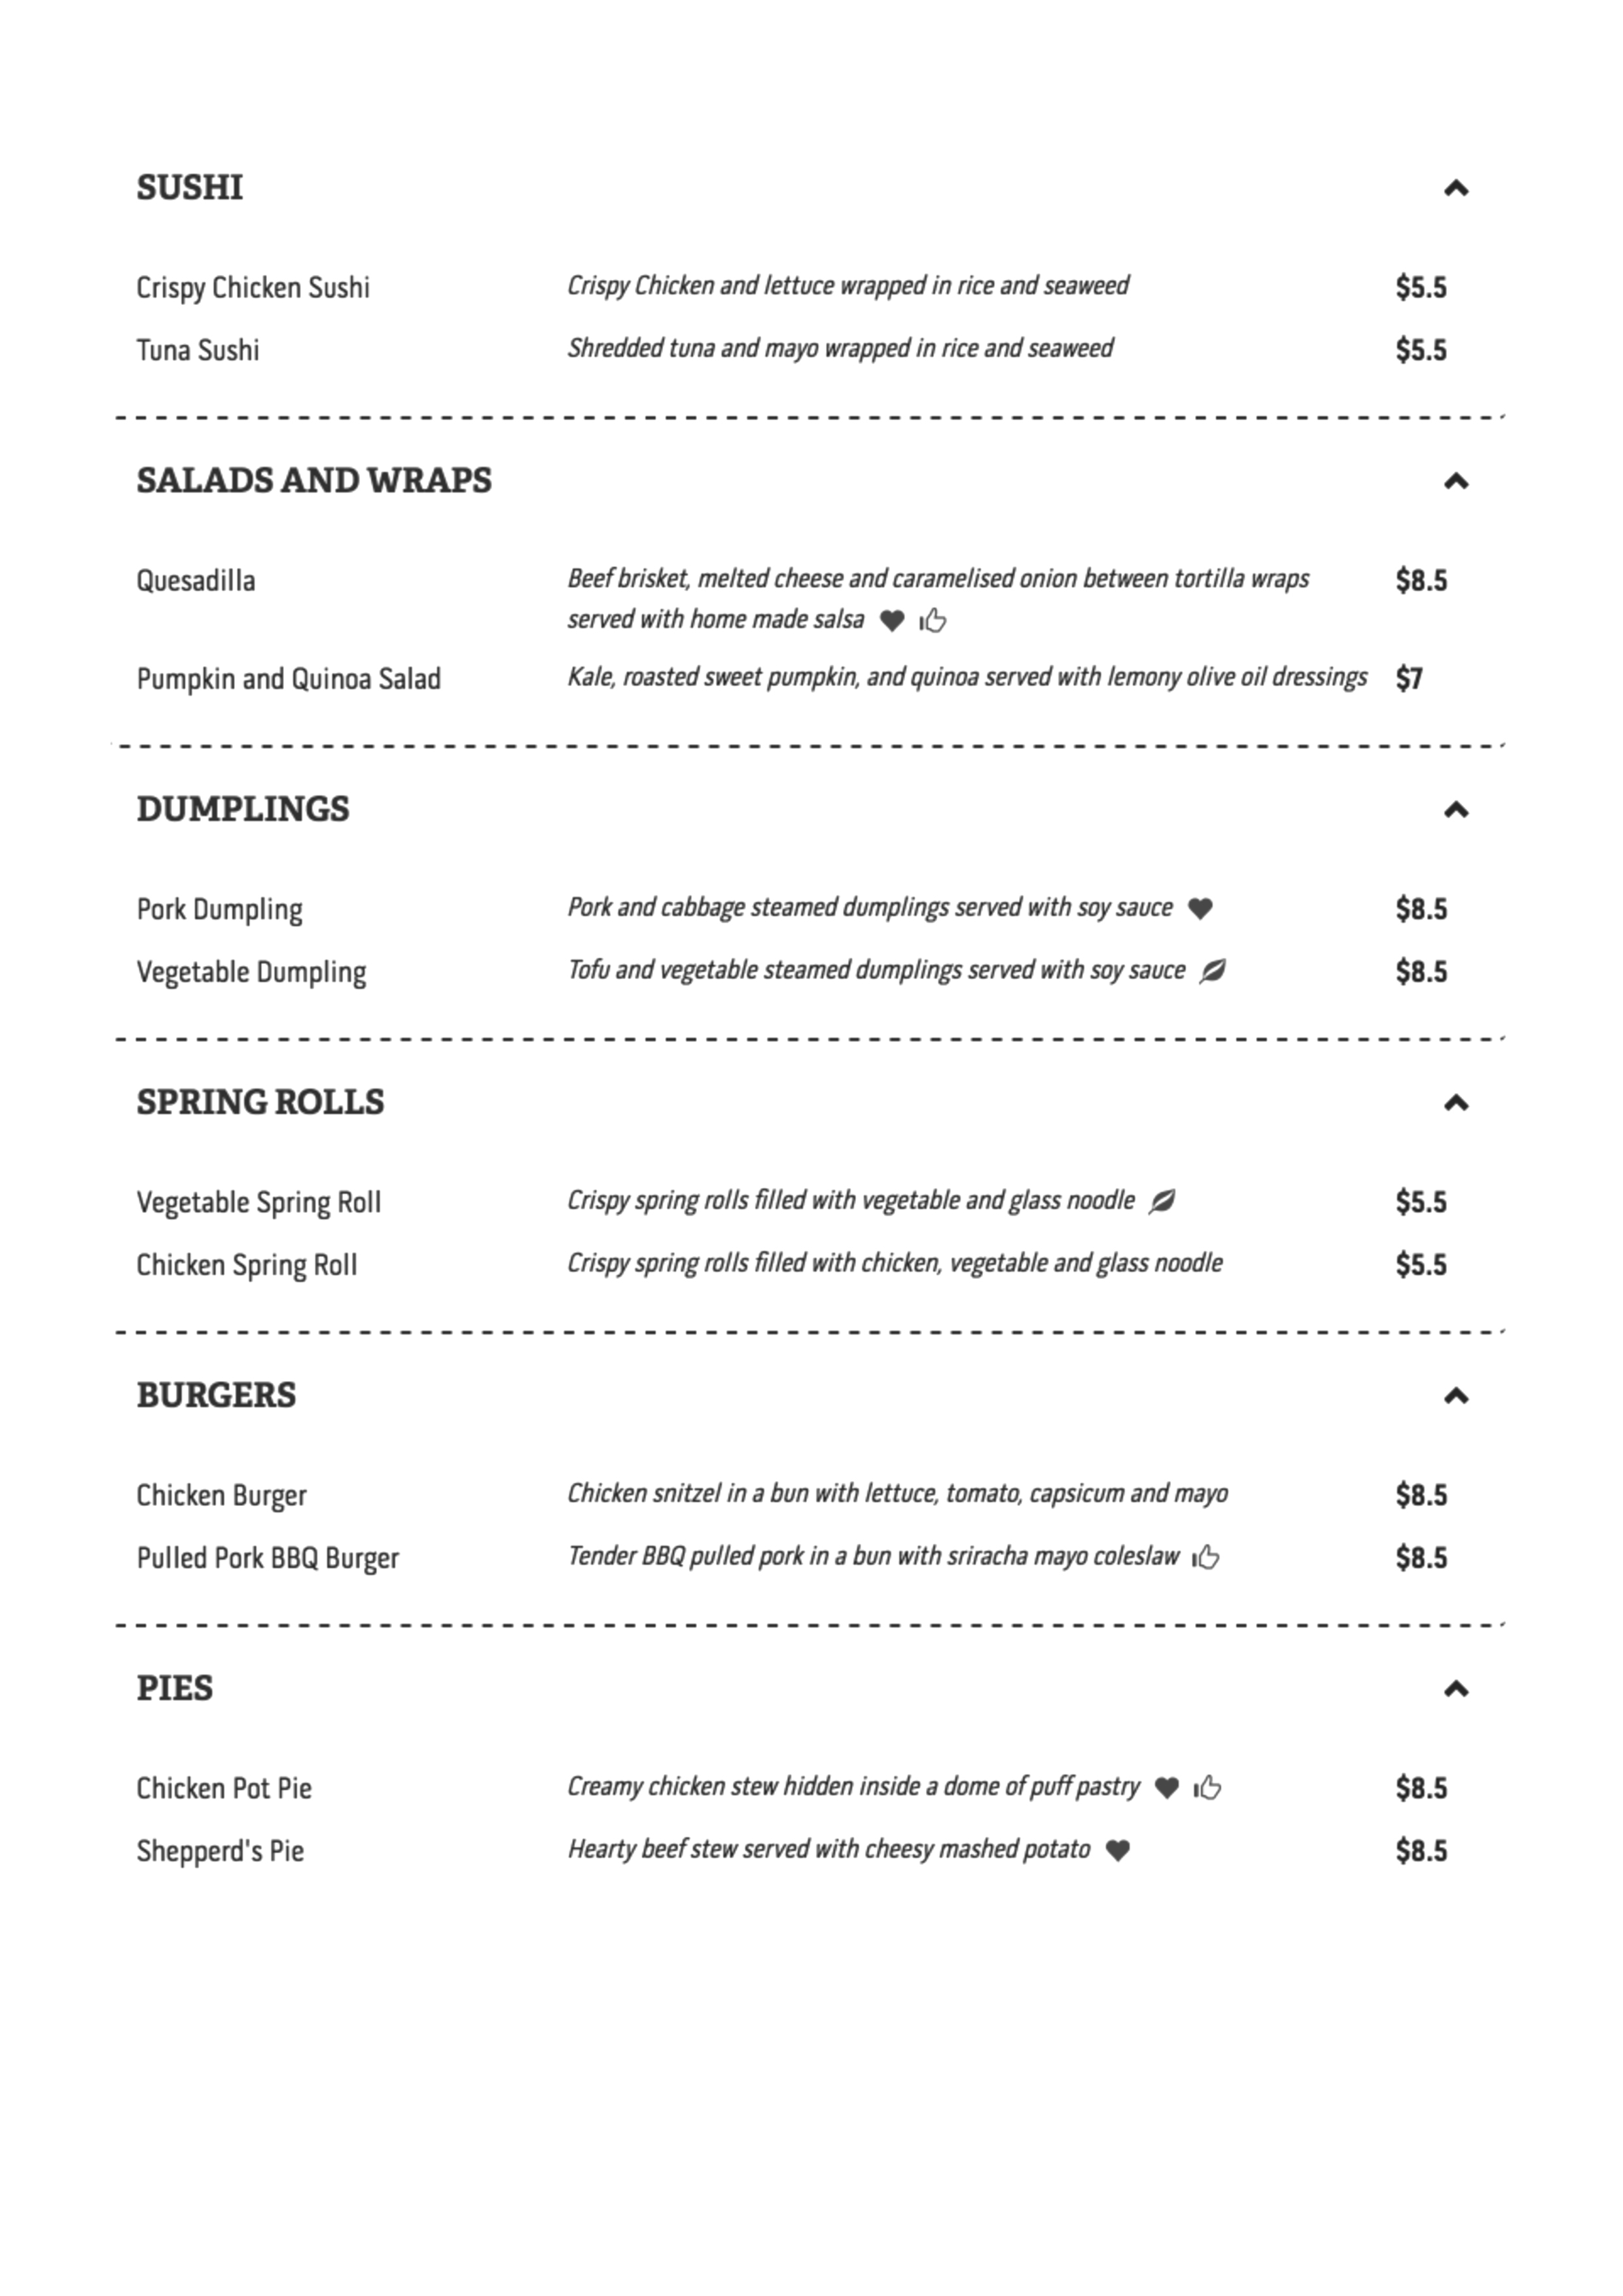 SUSHI
Crispy Chicken Sushi Crispy Chicken and lettuce wrapped in rice and seaweed $5.5
Tuna Sushi Shredded tuna and mayo wrapped in rice and seaweed $5.5
SALADS AND WRAPS
Quesadilla Beef brisket, melted cheese and caramelised onion between tortilla wraps $8.5
served with home made salsa
Pumpkin and Quinoa Salad Kale, roasted sweet pumpkin, and quinoa served with lemony olive oil dressings $7
DUMPLINGS
Pork Dumpling Pork and cabbage steamed dumplings served with soy sauce $8.5
Vegetable Dumpling Tofu and vegetable steamed dumplings served with soy sauce $8.5
SPRING ROLLS
Vegetable Spring Roll Crispy spring rolls filled with vegetable and glass noodle $5.5
Chicken Spring Roll Crispy spring rolls filled with chicken, vegetable and glass noodle $5.5
BURGERS
Chicken Burger Chicken snitzel in a bun with lettuce, tomato, capsicum and mayo $8.5
Pulled Pork BBQ Burger Tender BBQ pulled pork in a bun with sriracha mayo coleslaw $8.5
PIES
Chicken Pot Pie Creamy chicken stew hidden inside a dome of puff pastry $8.5
Shepperd's Pie Hearty beef stew served with cheesy mashed potato $8.5